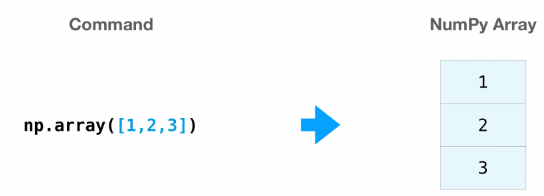 Command
NumPy Array
np.array([1,2,3])
1
2
3